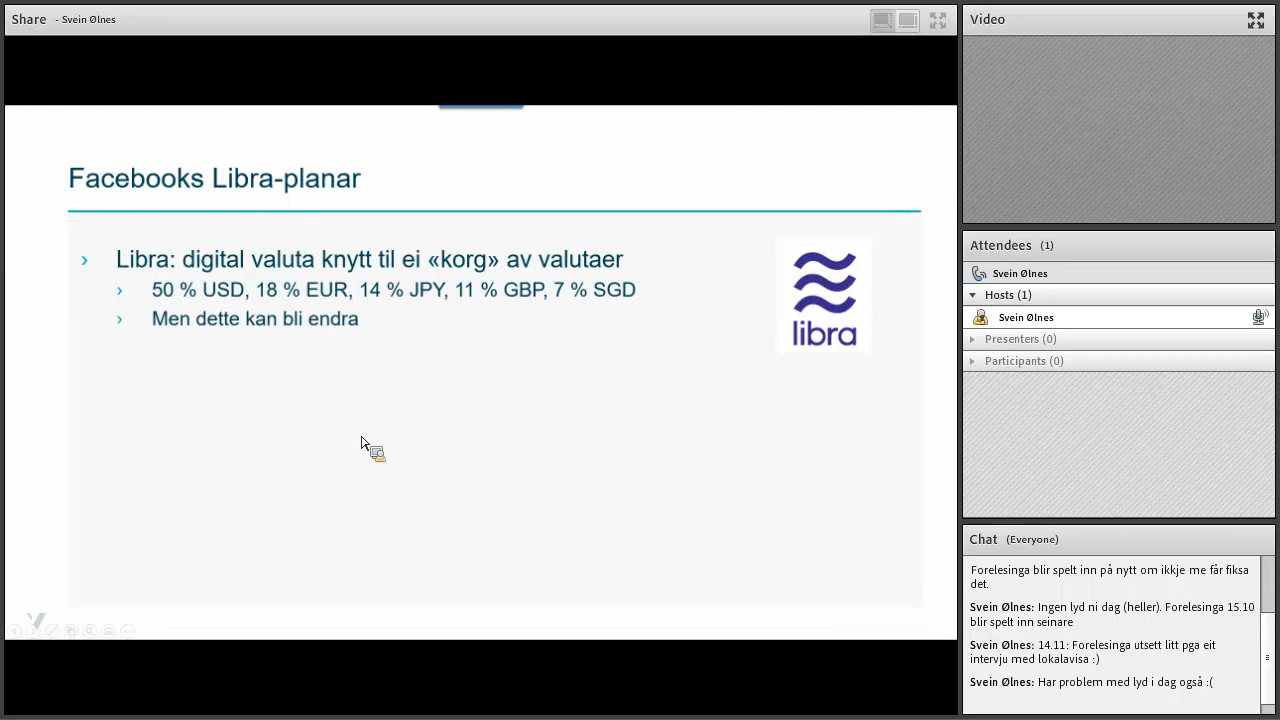 Share - Svein Ølnes
Facebooks Libra-planar
› Libra: digital valuta knytt til ei «korg» av valutaer
› 50 % USD, 18 % EUR, 14 % JPY, 11 % GBP, 7 % SGD
› Men dette kan bli endra
libra
Video
Attendees (1)
Svein Ølnes
Hosts (1)
Svein Ølnes
Presenters (0)
Participants (0)
Chat (Everyone)
Forelesinga blir spelt inn på nytt om ikkje me får fiksa
det.
Svein Ølnes: Ingen lyd ni dag (heller). Forelesinga 15.10
blir spelt inn seinare
Svein Ølnes: 14.11: Forelesinga utsett litt pga eit
intervju med lokalavisa :)
Svein Ølnes: Har problem med lyd i dag også :(